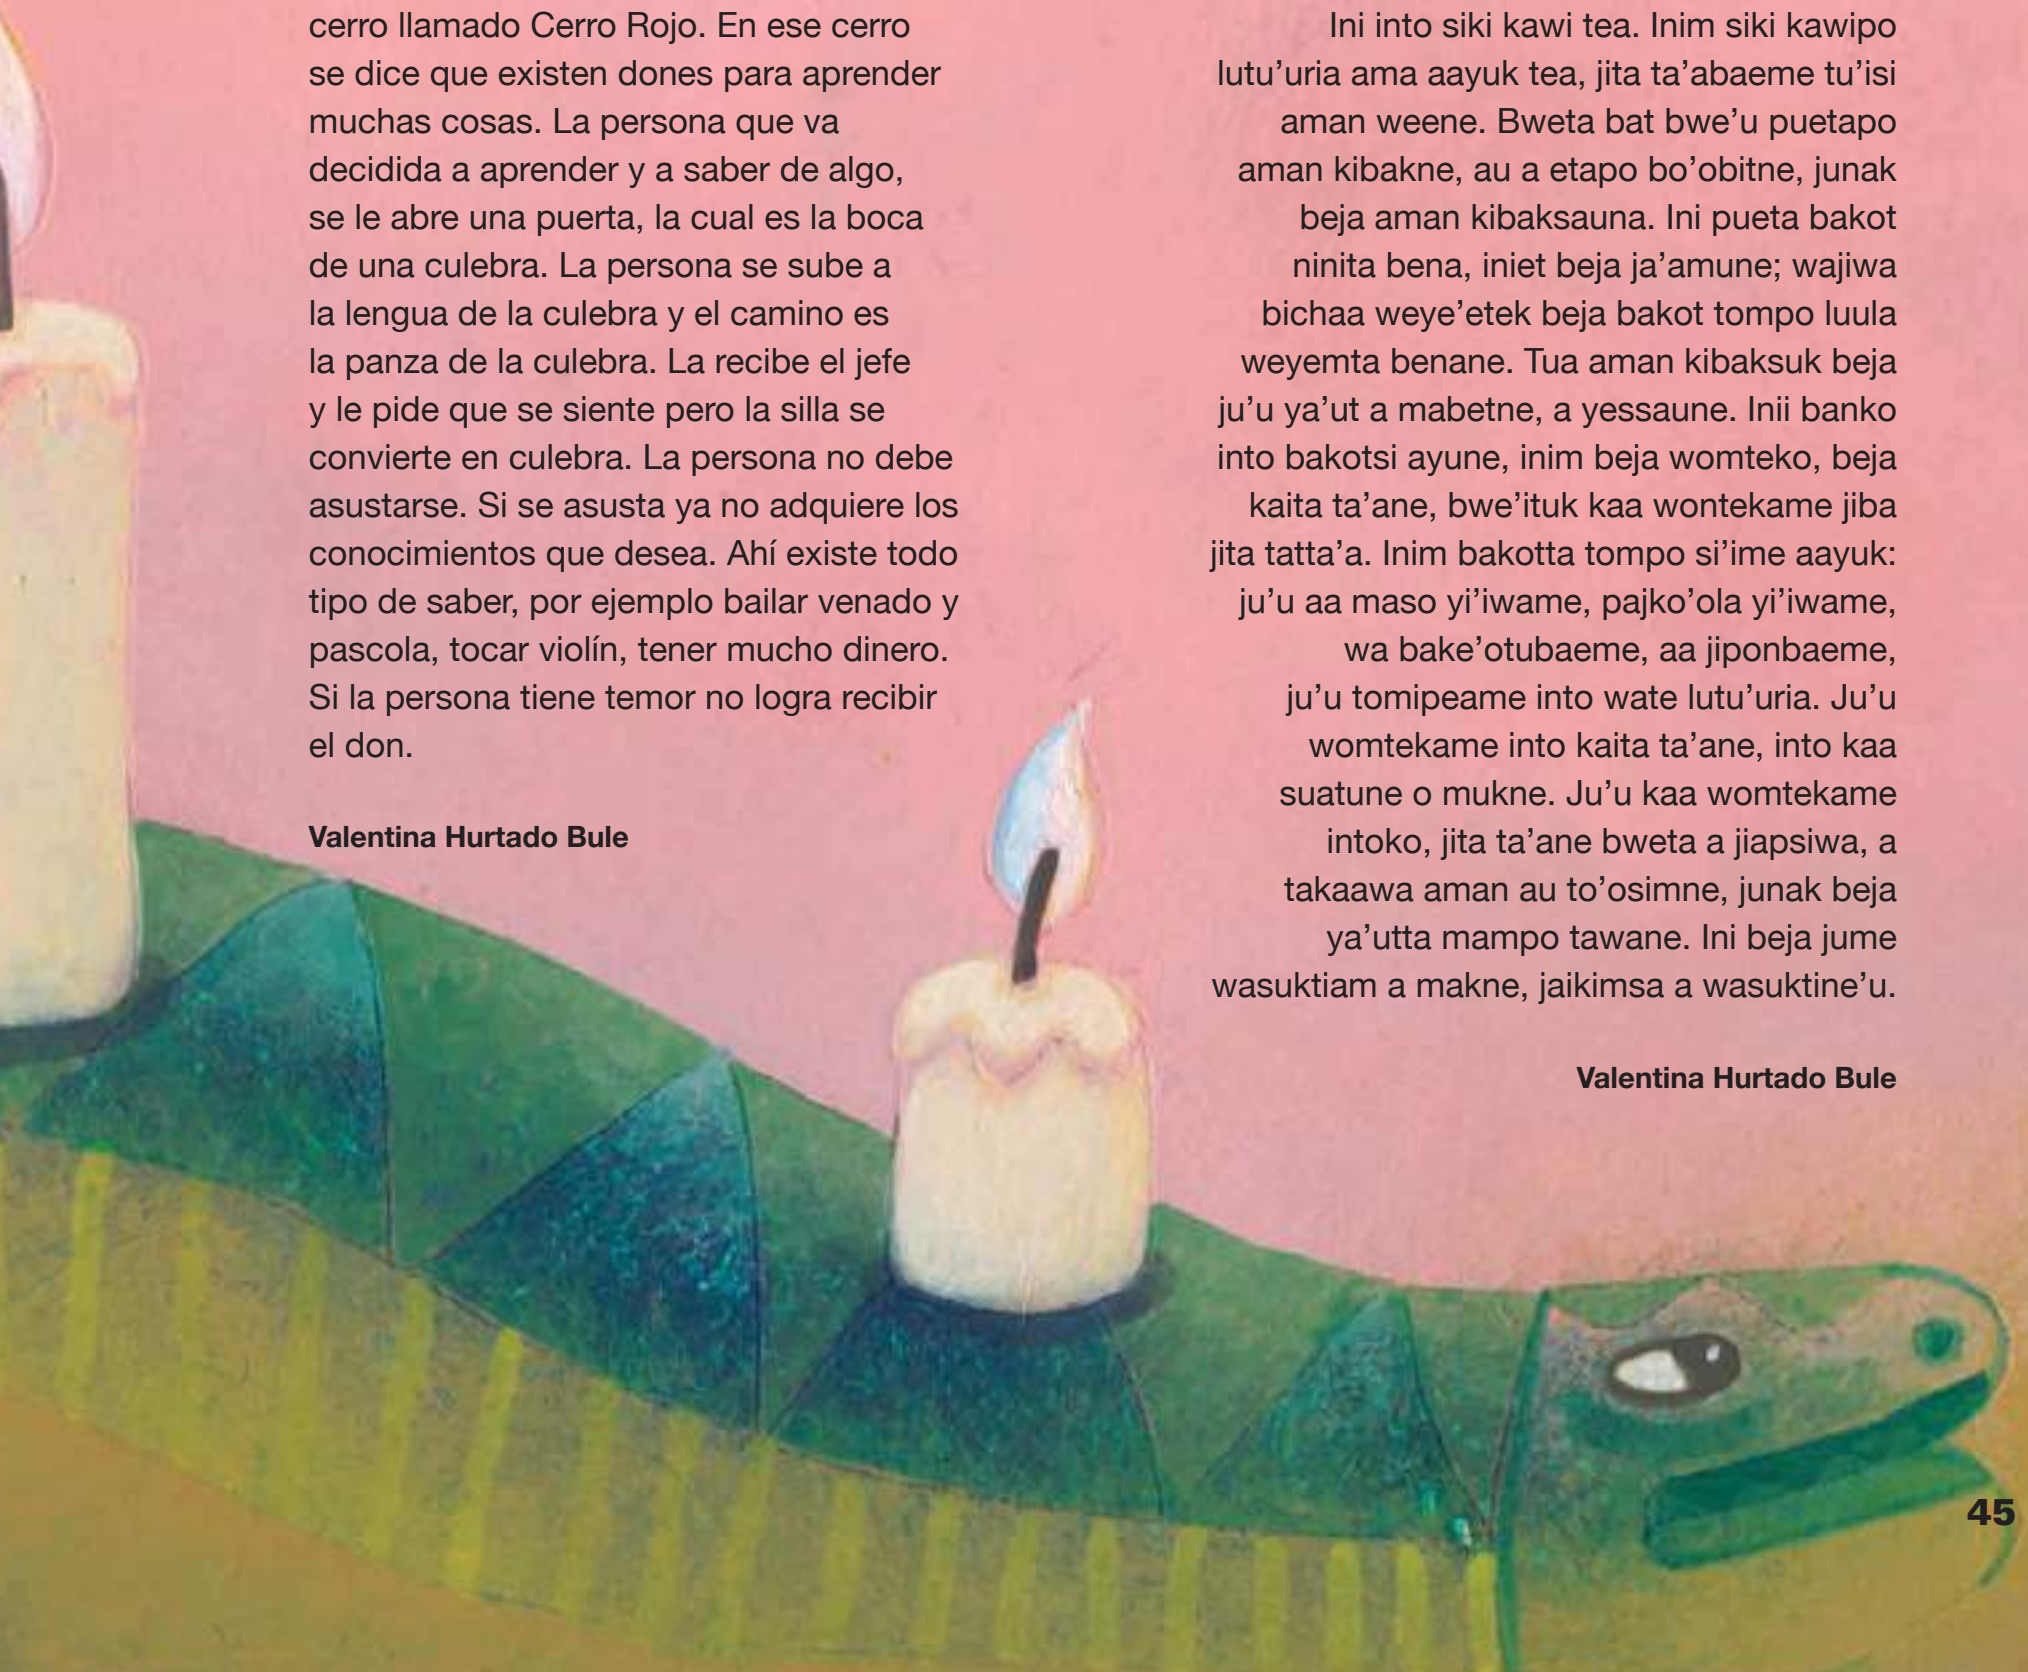 cerro llamado Cerro Rojo. En ese cerro
se dice que existen dones para aprender
muchas cosas. La persona que va
decidida a aprender y a saber de algo,
se le abre una puerta, la cual es la boca
de una culebra. La persona se sube a
la lengua de la culebra y el camino es
la panza de la culebra. La recibe el jefe
y le pide que se siente pero la silla se
convierte en culebra. La persona no debe
asustarse. Si se asusta ya no adquiere los
conocimientos que desea. Ahí existe todo
tipo de saber, por ejemplo bailar venado y
pascola, tocar violín, tener mucho dinero.
Si la persona tiene temor no logra recibir
el don.
Valentina Hurtado Bule
Ini into siki kawi tea. Inim siki kawipo
lutu’uria ama aayuk tea, jita ta’abaeme tu’isi
aman weene. Bweta bat bwe’u puetapo
aman kibakne, au a etapo bo’obitne, junak
beja aman kibaksauna. Ini pueta bakot
ninita bena, iniet beja ja’amune; wajiwa
bichaa weye’etek beja bakot tompo luula
weyemta benane. Tua aman kibaksuk beja
ju’u ya’ut a mabetne, a yessaune. Inii banko
into bakotsi ayune, inim beja womteko, beja
kaita ta’ane, bwe’ituk kaa wontekame jiba
jita tatta’a. Inim bakotta tompo si’ime aayuk:
ju’u aa maso yi’iwame, pajko’ola yi’iwame,
wa bake’otubaeme, aa jiponbaeme,
ju’u tomipeame into wate lutu’uria. Ju’u
womtekame into kaita ta’ane, into kaa
suatune o mukne. Ju’u kaa womtekame
intoko, jita ta’ane bweta a jiapsiwa, a
takaawa aman au to’osimne, junak beja
ya’utta mampo tawane. Ini beja jume
wasuktiam a makne, jaikimsa a wasuktine’u.
Valentina Hurtado Bule
45